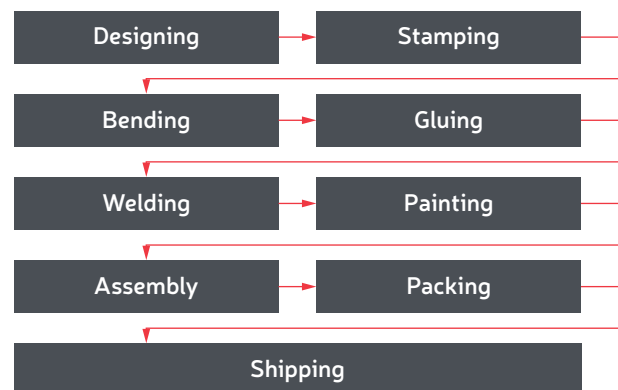 Designing
Stamping
Bending
Gluing
Welding
Painting
Assembly
Packing
Shipping